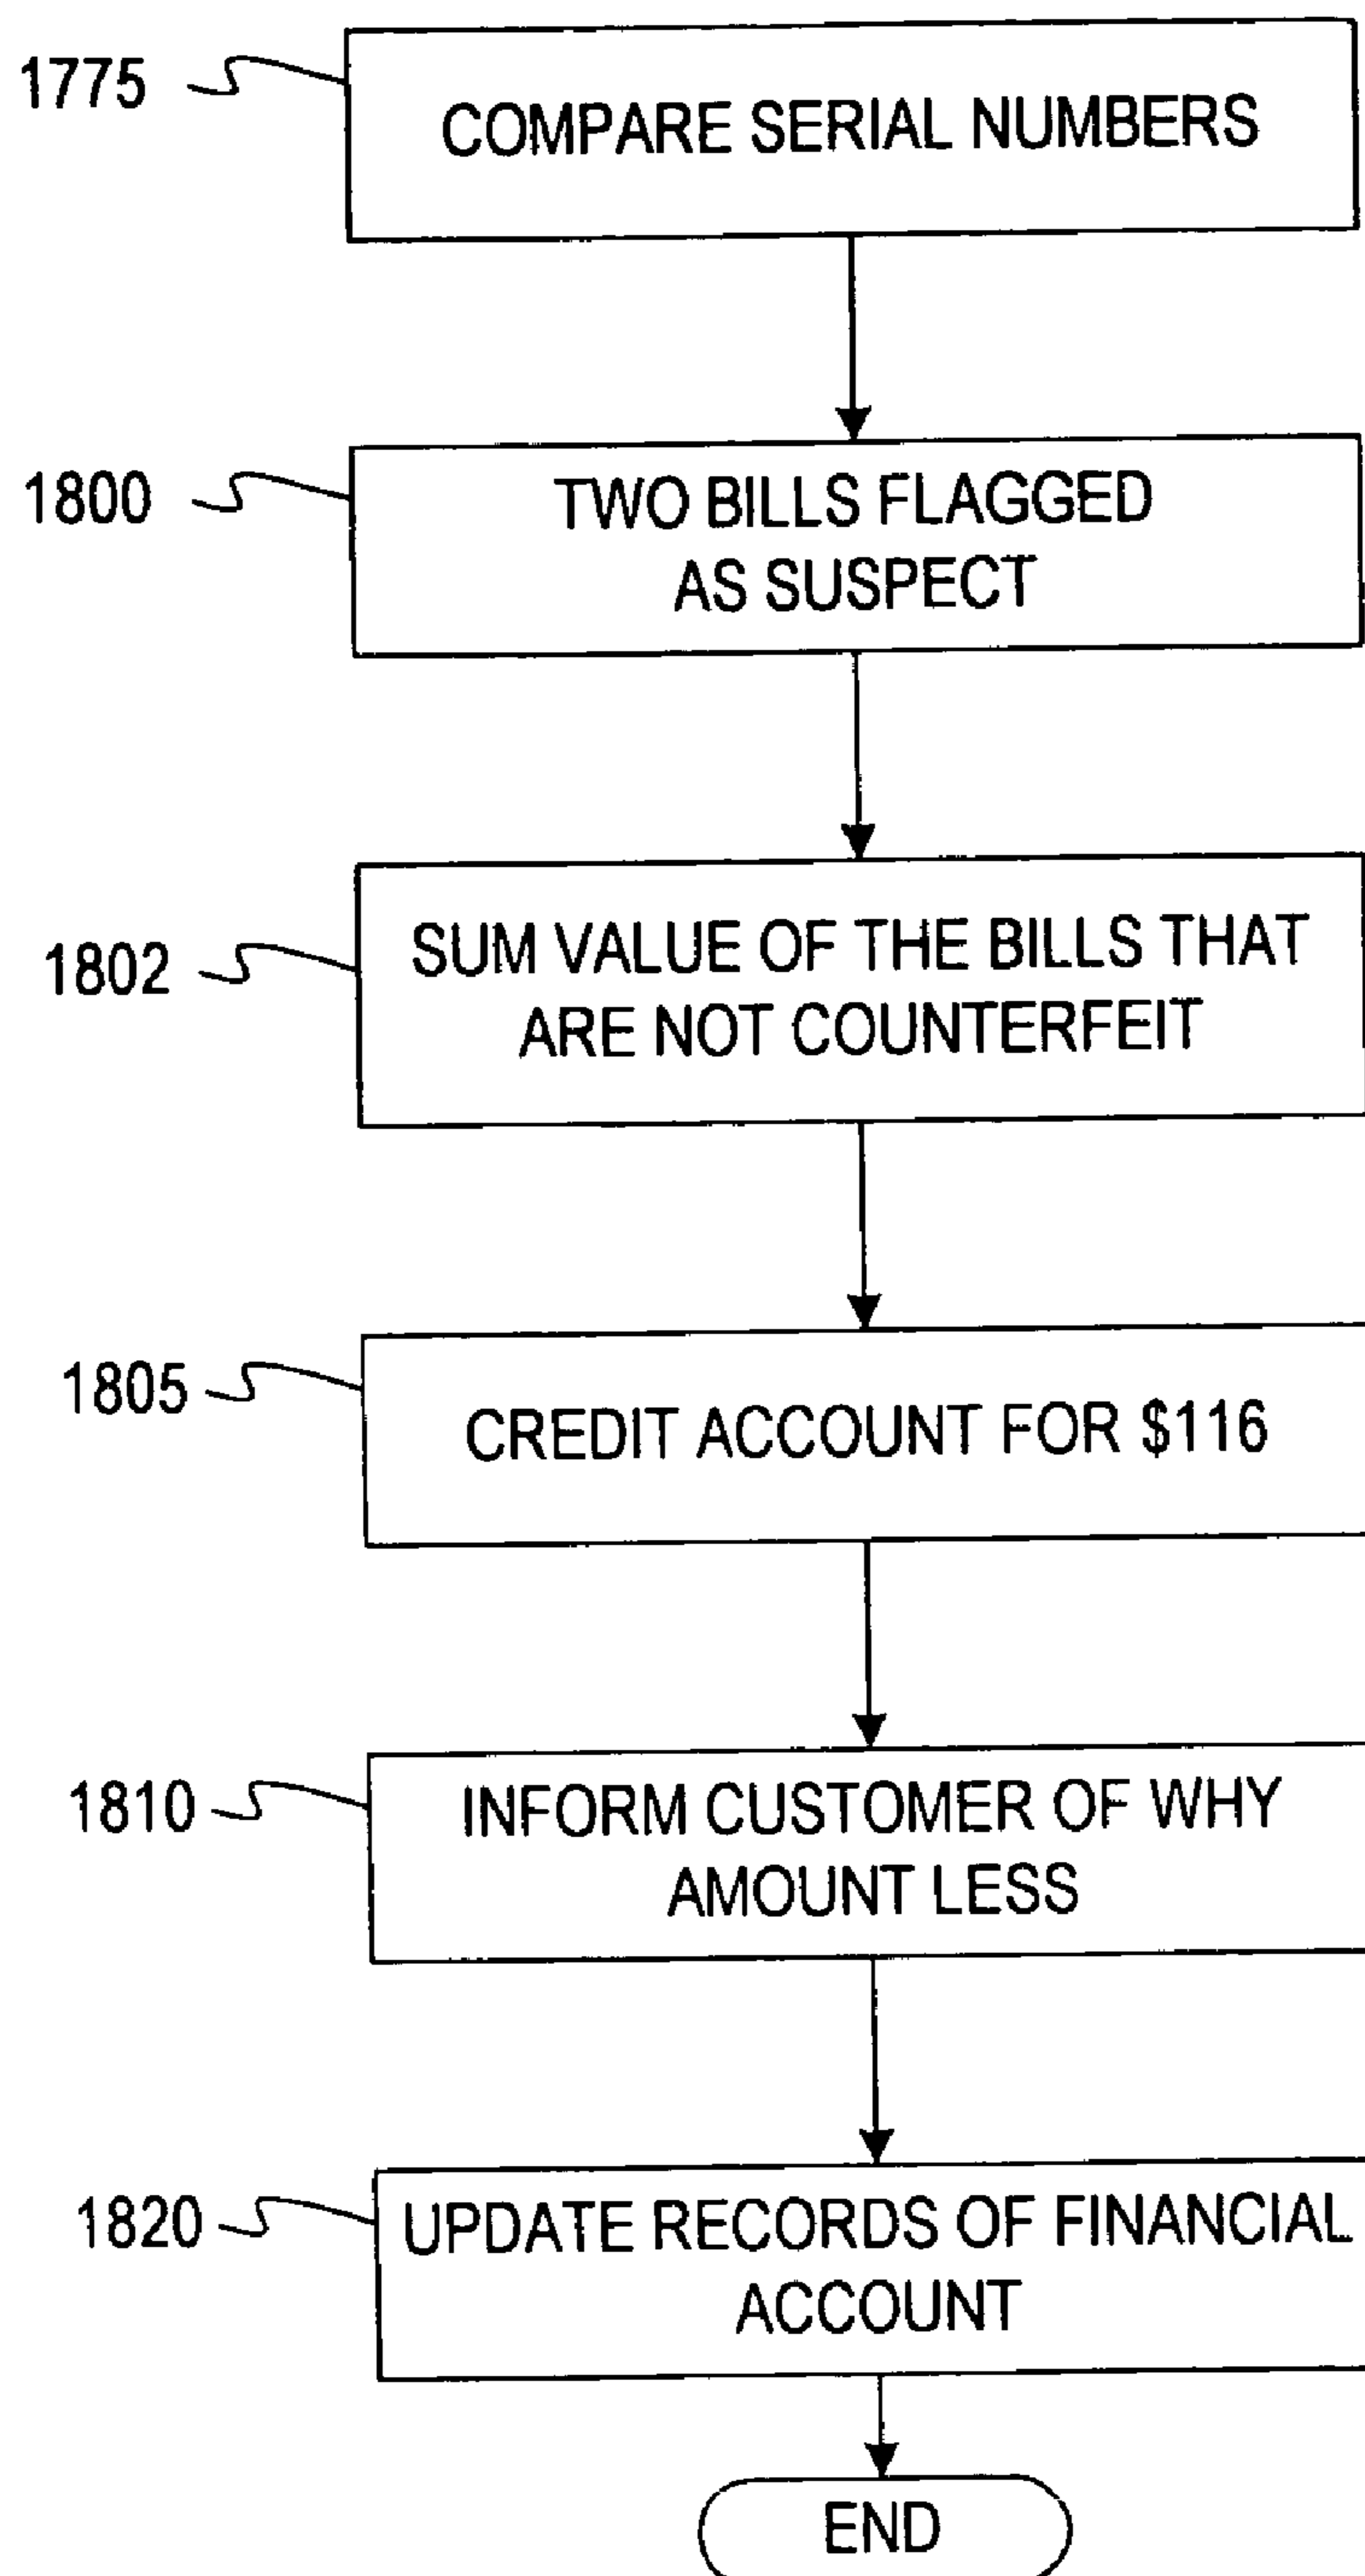 1775
COMPARE SERIAL NUMBERS
1800
TWO BILLS FLAGGED
AS SUSPECT
1802
SUM VALUE OF THE BILLS THAT
ARE NOT COUNTERFEIT
1805
CREDIT ACCOUNT FOR $116
1810
INFORM CUSTOMER OF WHY
AMOUNT LESS
1820
UPDATE RECORDS OF FINANCIAL
ACCOUNT
END